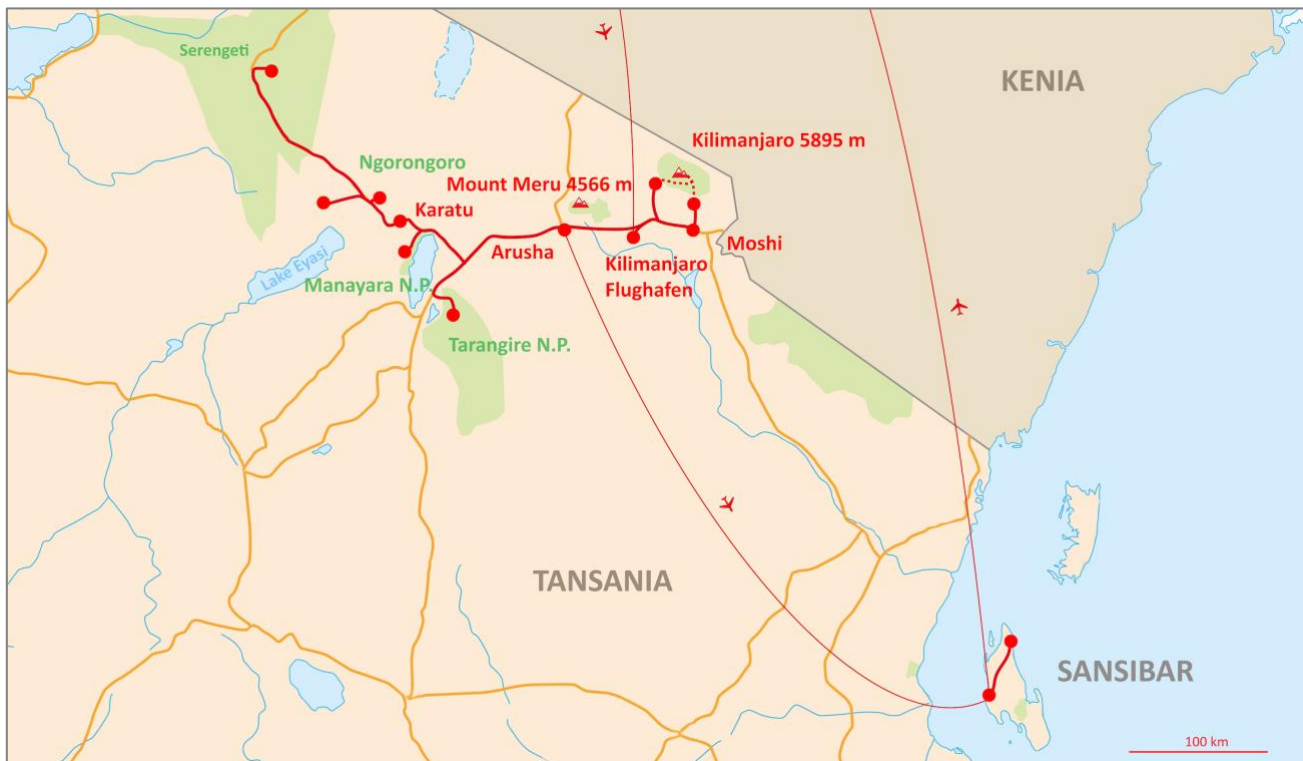 KENIA
Serengeti
Kilimanjaro 5895 m
Ngorongoro
Mount Meru 4566 m
Karatu
Arusha
Moshi
Kilimanjaro
Flughafen
Lake Eyasi
Manayara N.P.
Tarangire N.P.
TANSANIA
SANSIBAR
100 km